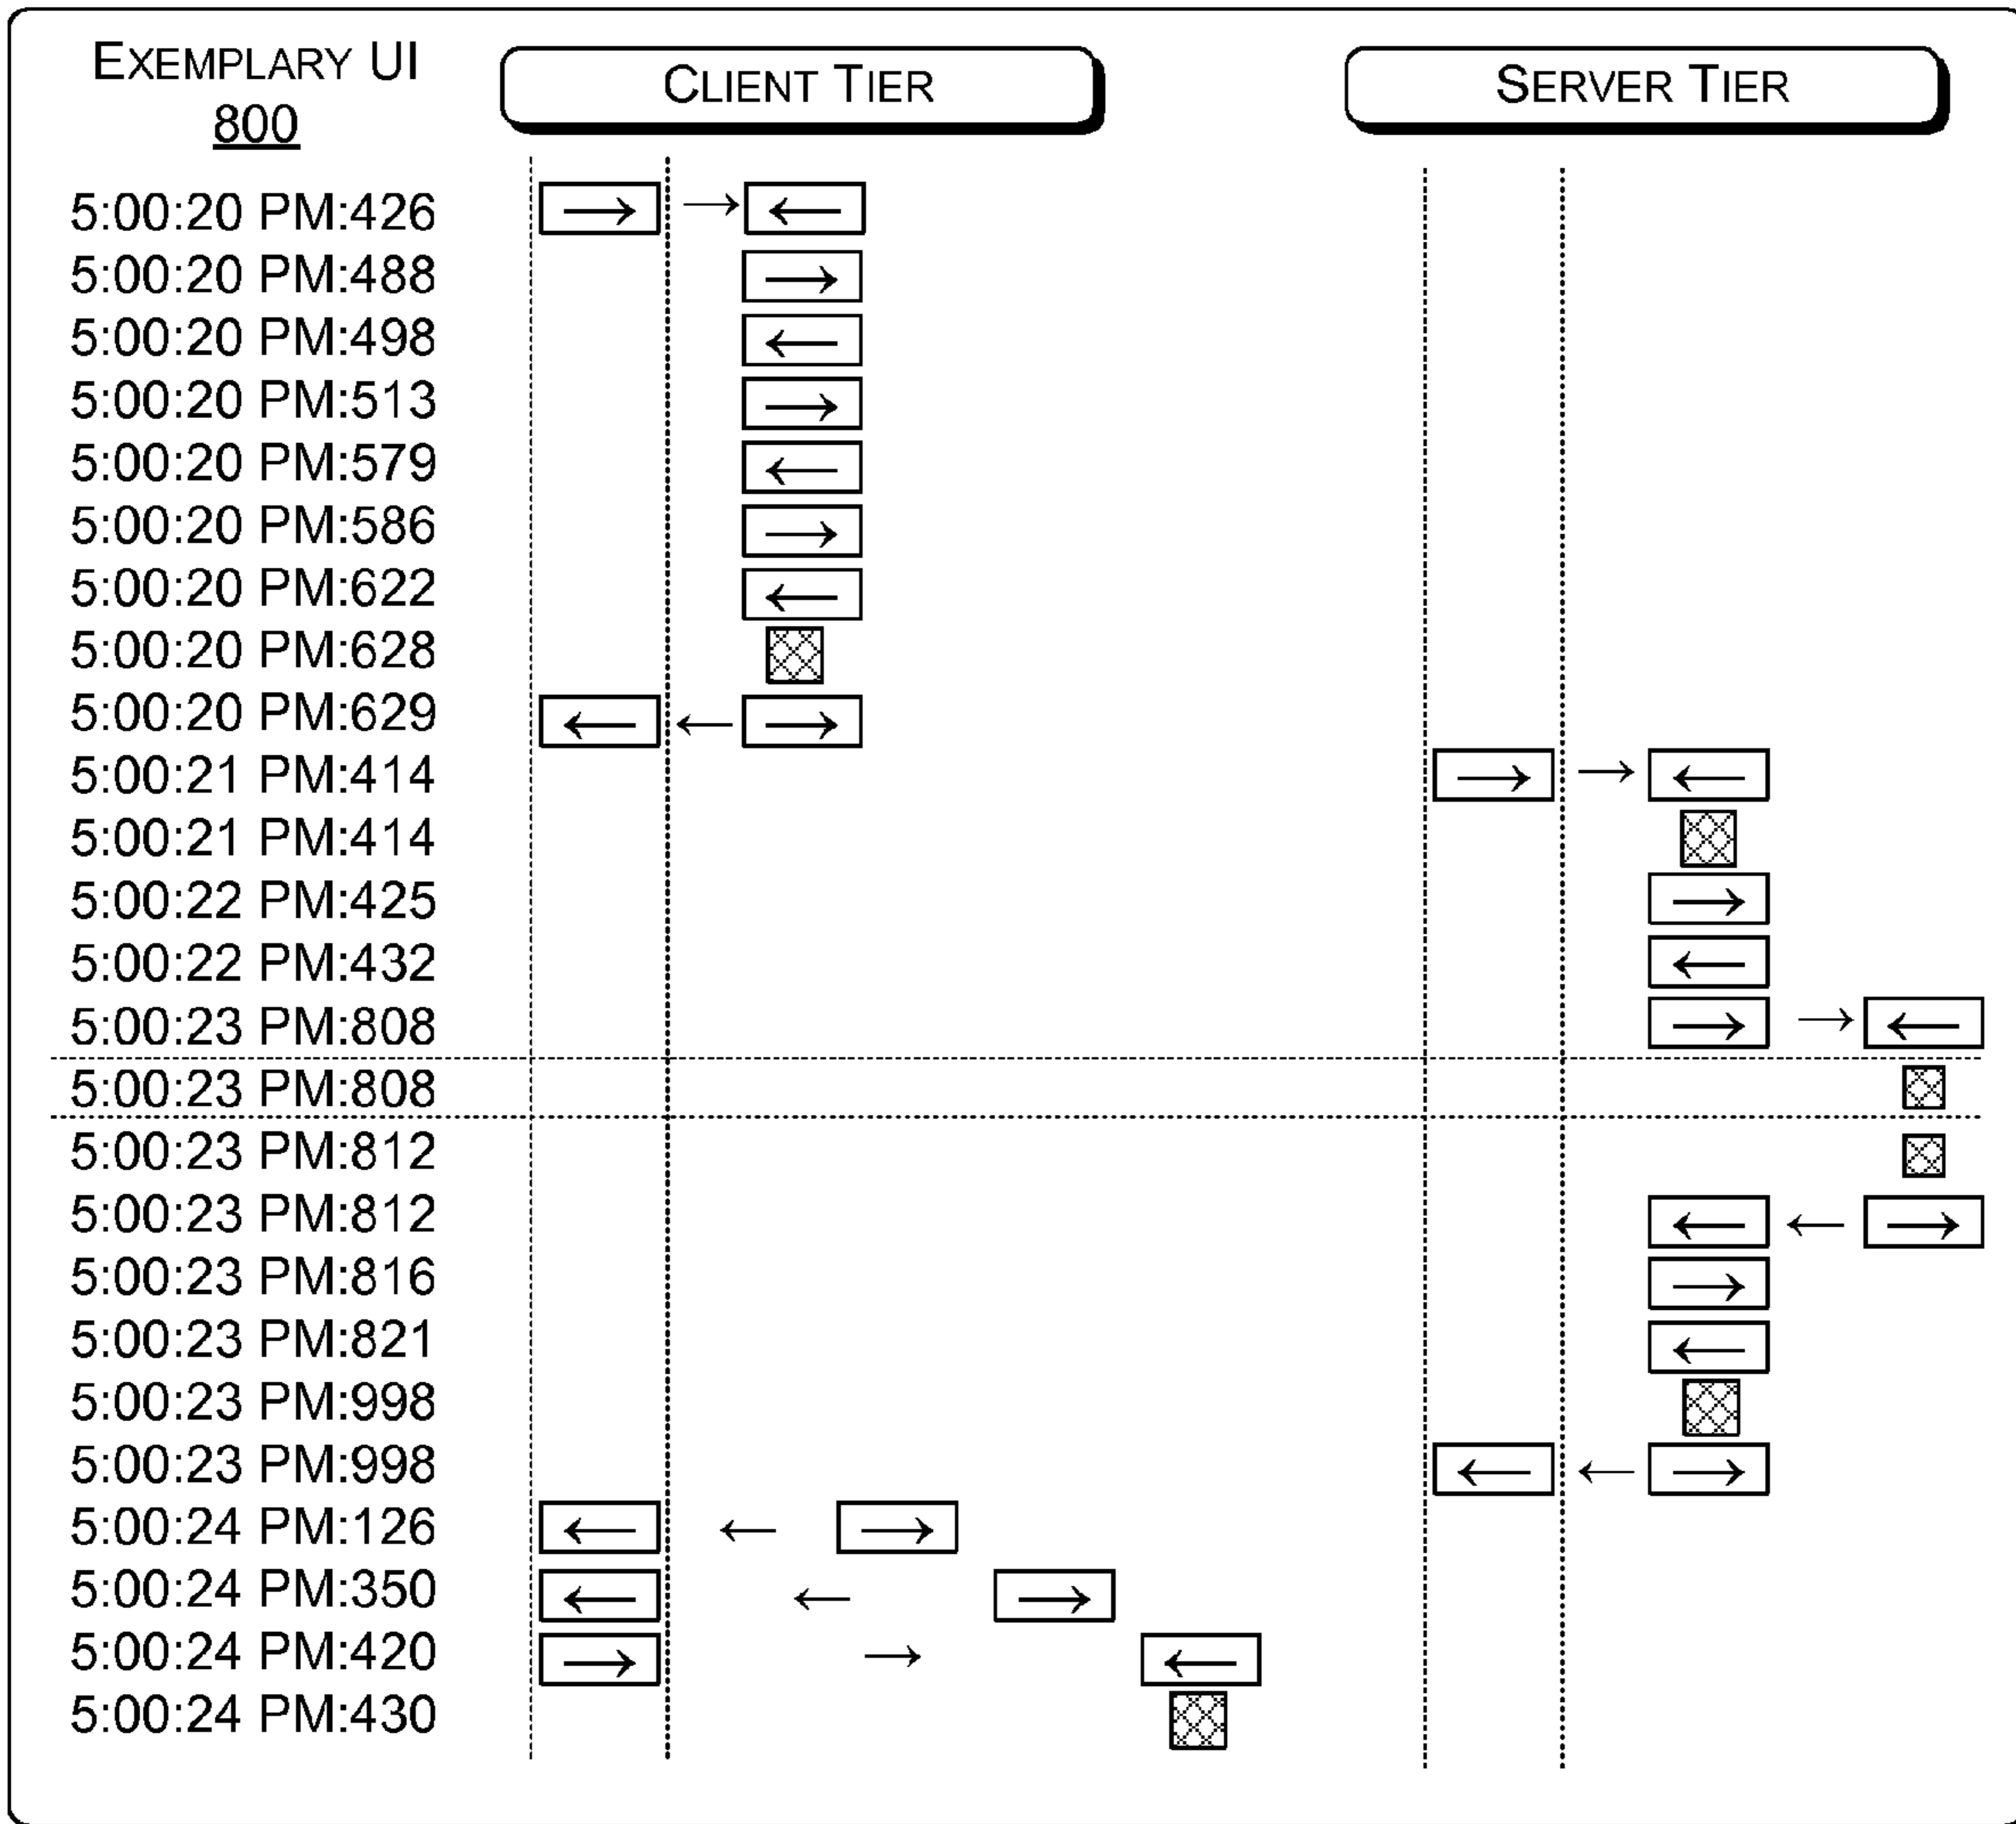 EXEMPLARY UI
800
CLIENT TIER
SERVER TIER
5:00:20 PM:426
5:00:20 PM:488
5:00:20 PM:498
5:00:20 PM:513
5:00:20 PM:579
5:00:20 PM:586
5:00:20 PM:622
5:00:20 PM:628
5:00:20 PM:629
5:00:21 PM:414
5:00:21 PM:414
5:00:22 PM:425
5:00:22 PM:432
5:00:23 PM:808
5:00:23 PM:808
5:00:23 PM:812
5:00:23 PM:812
5:00:23 PM:816
5:00:23 PM:821
5:00:23 PM:998
5:00:23 PM:998
5:00:24 PM:126
5:00:24 PM:350
5:00:24 PM:420
5:00:24 PM:430